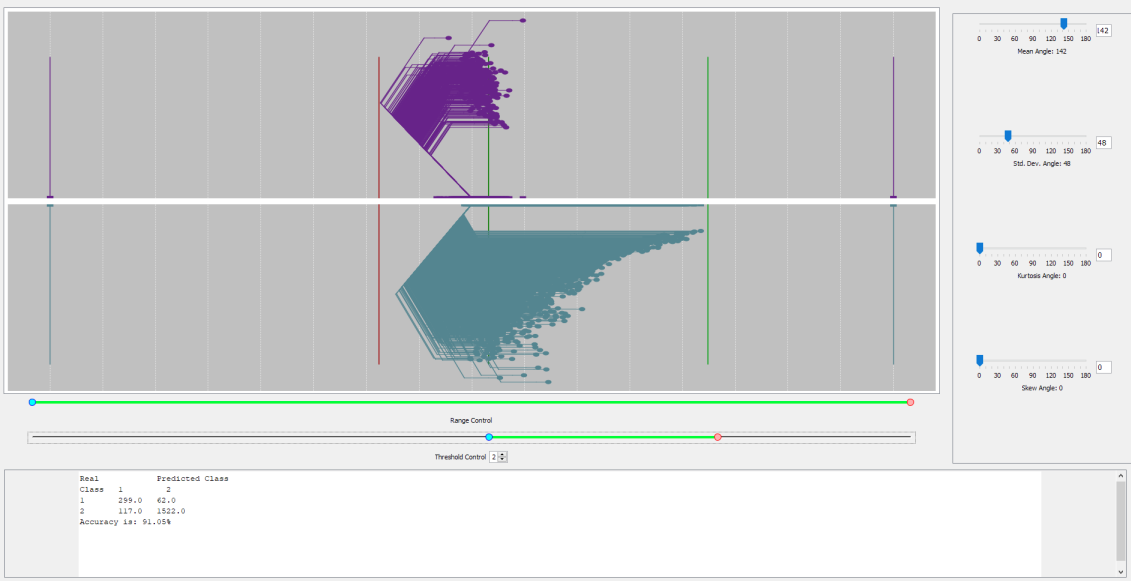 0 30 60 90 120 150 180 142
Mean Angle: 142
0 30 60 90 120 150 180 48
Std. Dev. Angle: 48
0 30 60 90 120 150 180 0
Kurtosis Angle: 0
0 30 60 90 120 150 180 0
Skew Angle: 0
Range Control
Threshold Control 2
Real Predicted Class
Class 1 2
1 299.0 62.0
2 117.0 1522.0
Accuracy is: 91.05%